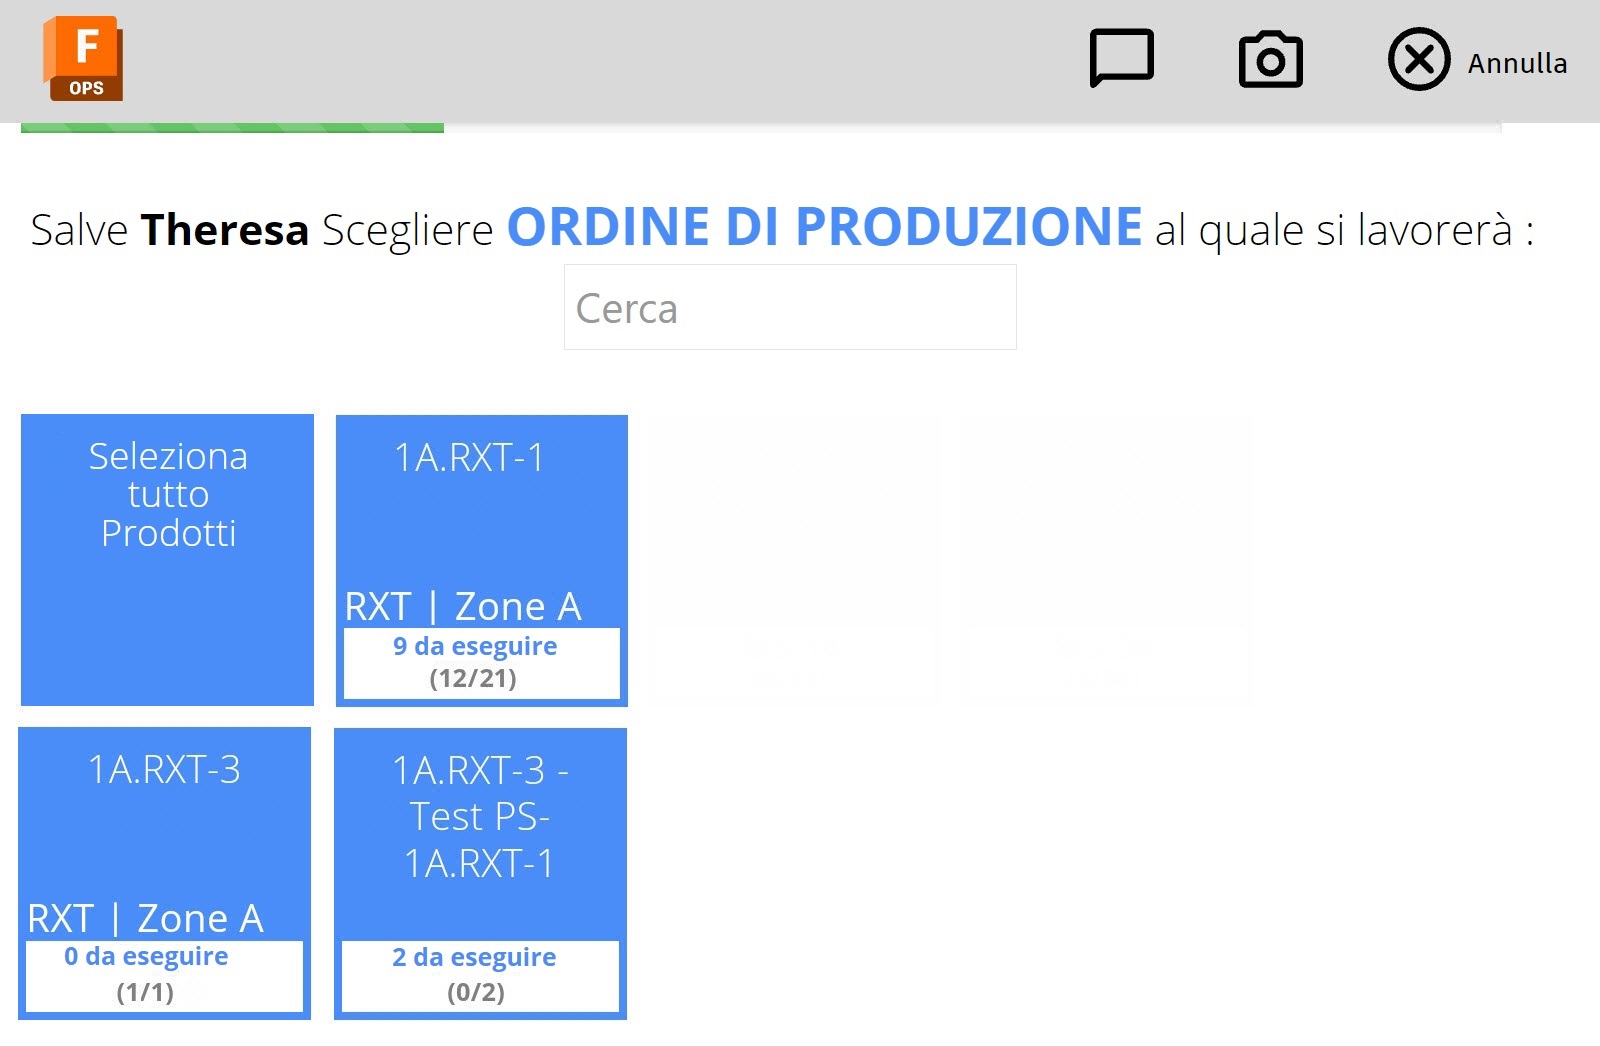 F
OPS
Annulla
Salve Theresa Scegliere ORDINE DI PRODUZIONE al quale si lavorerà :
Cerca
Seleziona
tutto
Prodotti
1A.RXT-1
RXT | Zone A
9 da eseguire
(12/21)
1A.RXT-3
RXT | Zone A
0 da eseguire
(1/1)
1A.RXT-3 -
Test PS-
1A.RXT-1
2 da eseguire
(0/2)